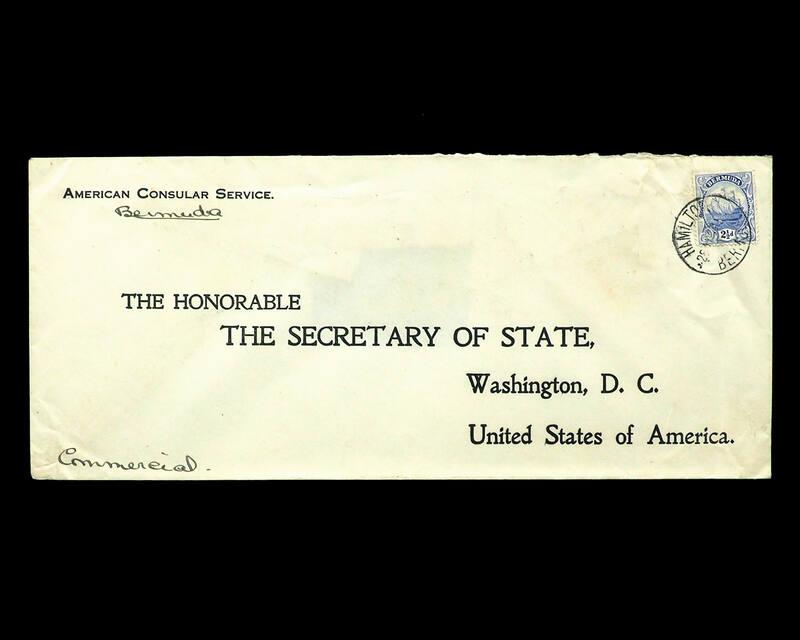 American Consular Service.
Bermuda
BERMUDA
2½d
HAMILTON
THE HONORABLE
THE SECRETARY OF STATE,
Washington, D. C.
United States of America.
Commercial.